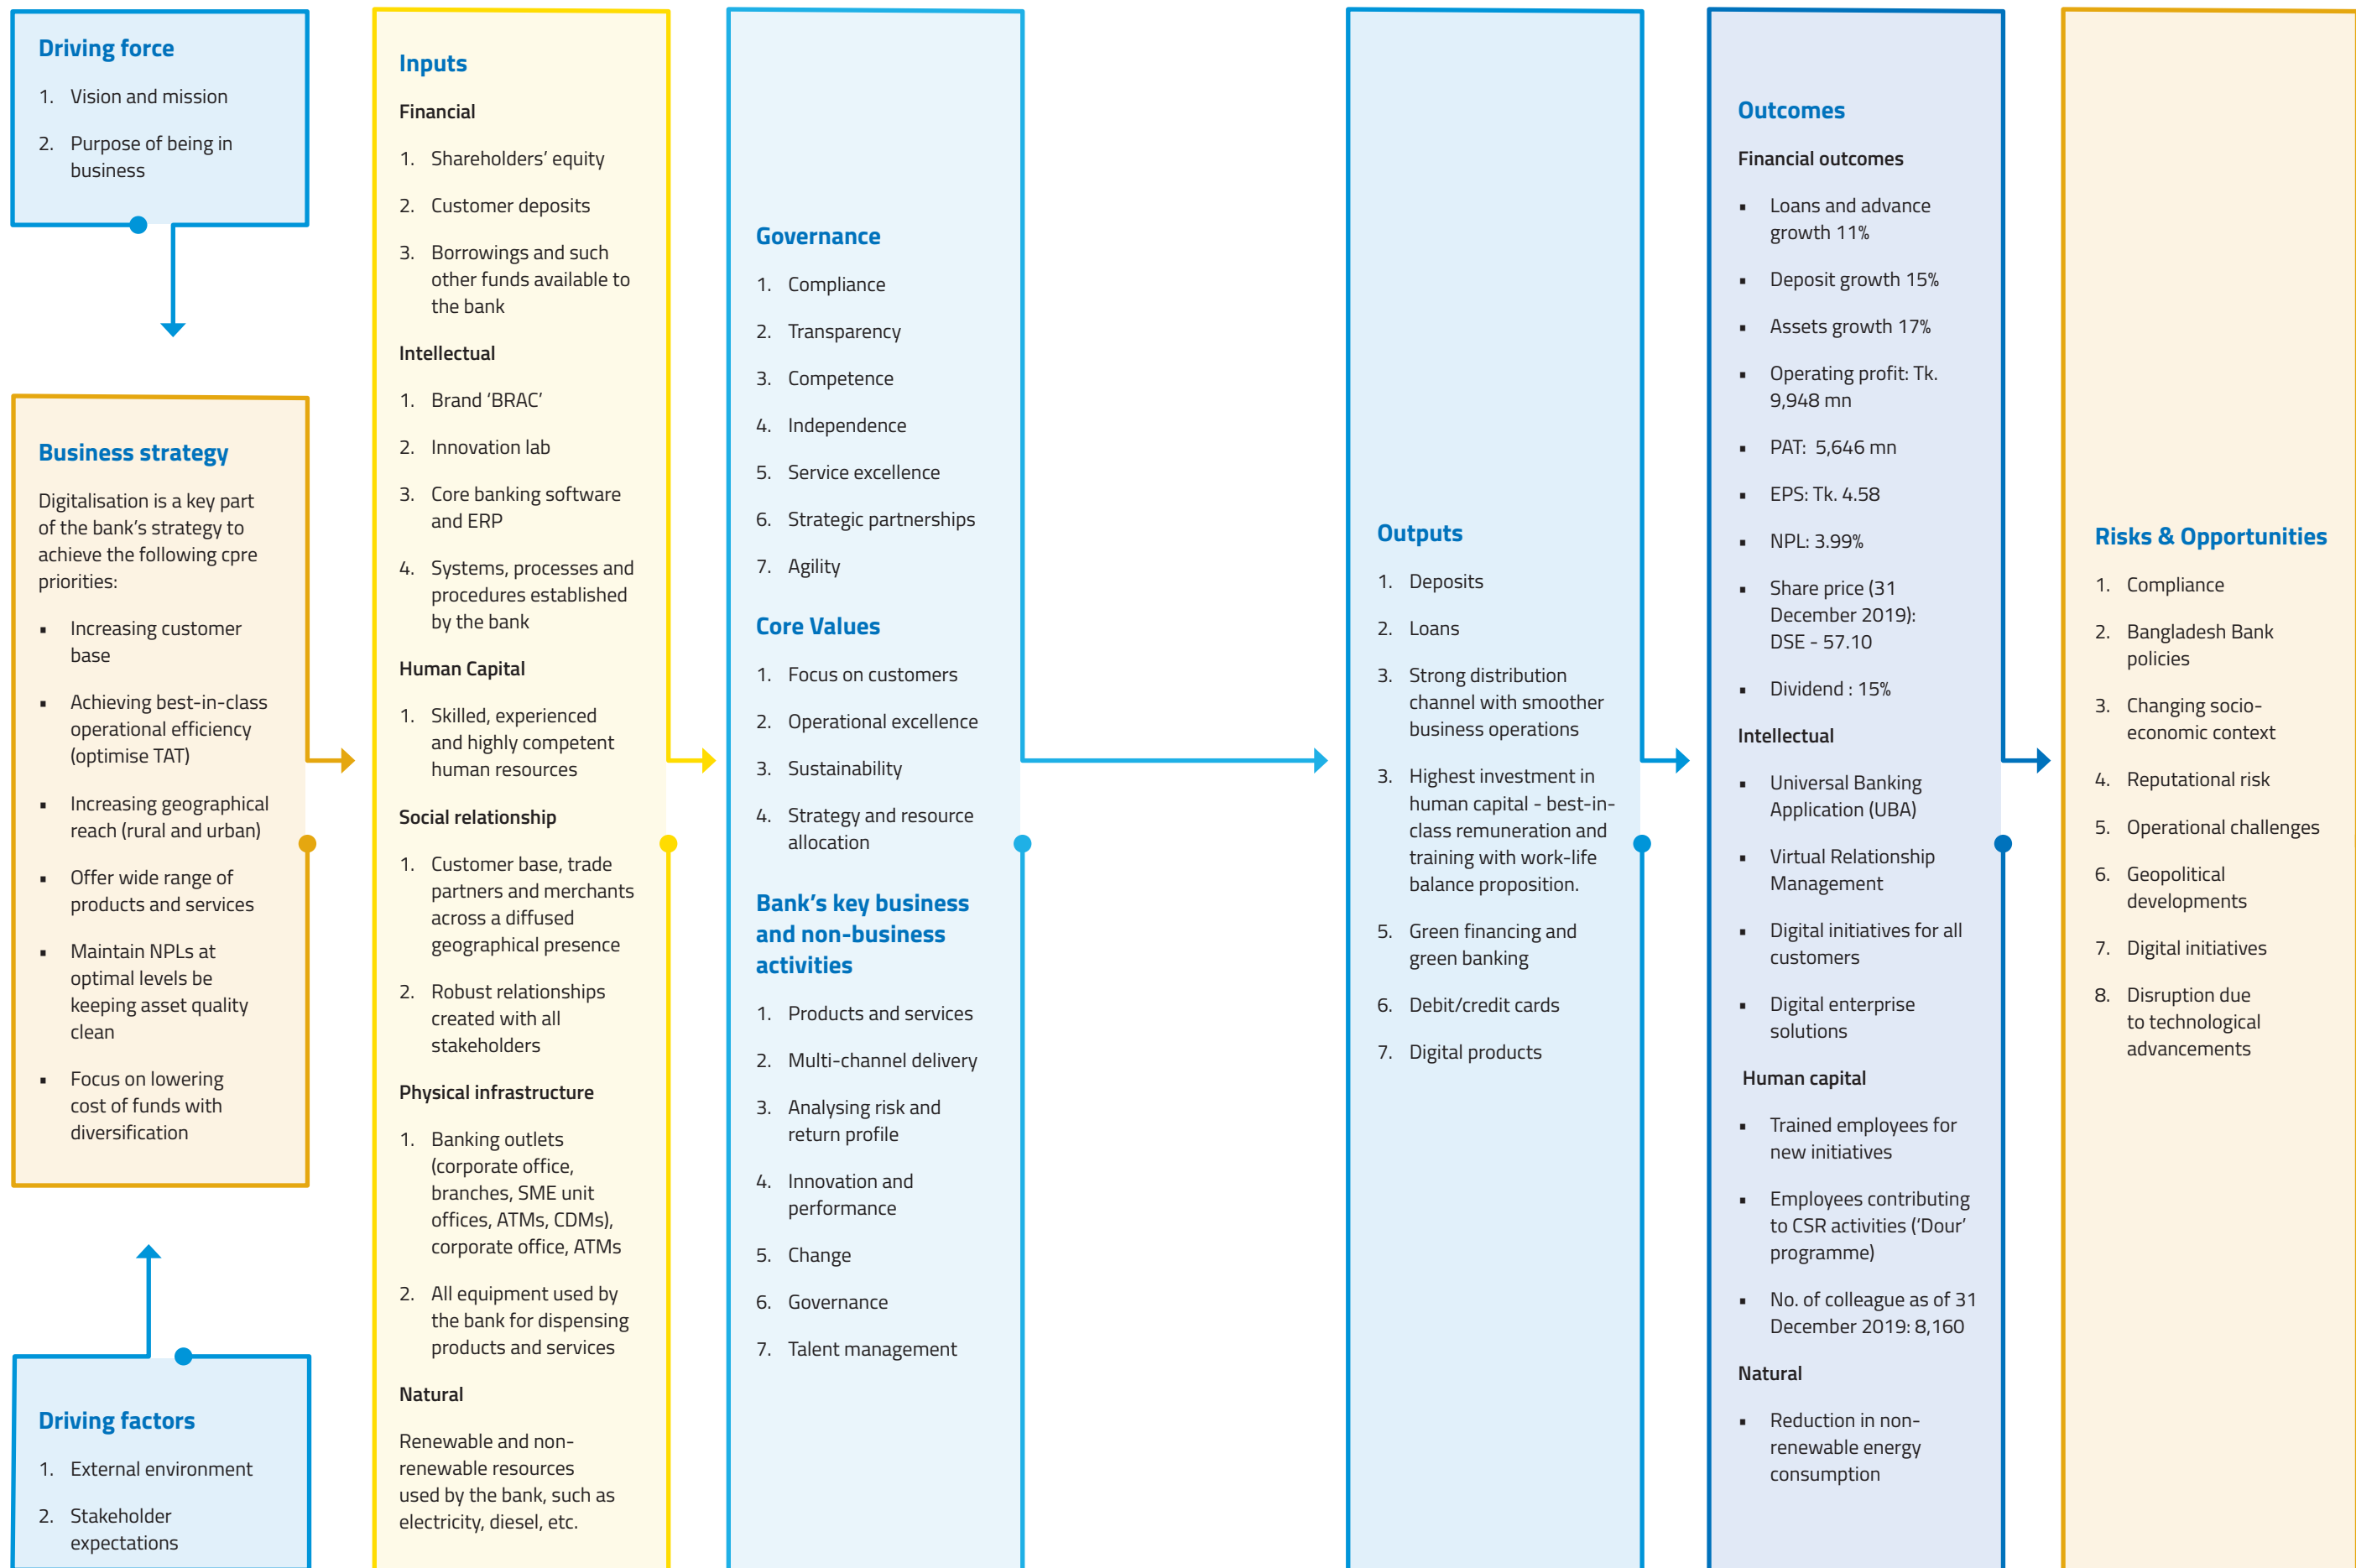 Driving force
1. Vision and mission
2. Purpose of being in
business
Business strategy
Digitalisation is a key part
of the bank's strategy to
achieve the following cpre
priorities:
▪ Increasing customer
base
▪ Achieving best-in-class
operational efficiency
(optimise TAT)
▪ Increasing geographical
reach (rural and urban)
▪ Offer wide range of
products and services
▪ Maintain NPLs at
optimal levels be
keeping asset quality
clean
▪ Focus on lowering
cost of funds with
diversification
Driving factors
1. External environment
2. Stakeholder
expectations
Inputs
Financial
1. Shareholders' equity
2. Customer deposits
3. Borrowings and such
other funds available to
the bank
Intellectual
1. Brand 'BRAC'
2. Innovation lab
3. Core banking software
and ERP
4. Systems, processes and
procedures established
by the bank
Human Capital
1. Skilled, experienced
and highly competent
human resources
Social relationship
1. Customer base, trade
partners and merchants
across a diffused
geographical presence
2. Robust relationships
created with all
stakeholders
Physical infrastructure
1. Banking outlets
(corporate office,
branches, SME unit
offices, ATMs, CDMs),
corporate office, ATMs
2. All equipment used by
the bank for dispensing
products and services
Natural
Renewable and non-
renewable resources
used by the bank, such as
electricity, diesel, etc.
Governance
1. Compliance
2. Transparency
3. Competence
4. Independence
5. Service excellence
6. Strategic partnerships
7. Agility
Core Values
1. Focus on customers
2. Operational excellence
3. Sustainability
4. Strategy and resource
allocation
Bank's key business
and non-business
activities
1. Products and services
2. Multi-channel delivery
3. Analysing risk and
return profile
4. Innovation and
performance
5. Change
6. Governance
7. Talent management
Outputs
1. Deposits
2. Loans
3. Strong distribution
channel with smoother
business operations
3. Highest investment in
human capital - best-in-
class remuneration and
training with work-life
balance proposition.
5. Green financing and
green banking
6. Debit/credit cards
7. Digital products
Outcomes
Financial outcomes
▪ Loans and advance
growth 11%
▪ Deposit growth 15%
▪ Assets growth 17%
▪ Operating profit: Tk.
9,948 mn
▪ PAT: 5,646 mn
▪ EPS: Tk. 4.58
▪ NPL: 3.99%
▪ Share price (31
December 2019):
DSE - 57.10
▪ Dividend : 15%
Intellectual
▪ Universal Banking
Application (UBA)
▪ Virtual Relationship
Management
▪ Digital initiatives for all
customers
▪ Digital enterprise
solutions
Human capital
▪ Trained employees for
new initiatives
▪ Employees contributing
to CSR activities ('Dour'
programme)
▪ No. of colleague as of 31
December 2019: 8,160
Natural
▪ Reduction in non-
renewable energy
consumption
Risks & Opportunities
1. Compliance
2. Bangladesh Bank
policies
3. Changing socio-
economic context
4. Reputational risk
5. Operational challenges
6. Geopolitical
developments
7. Digital initiatives
8. Disruption due
to technological
advancements